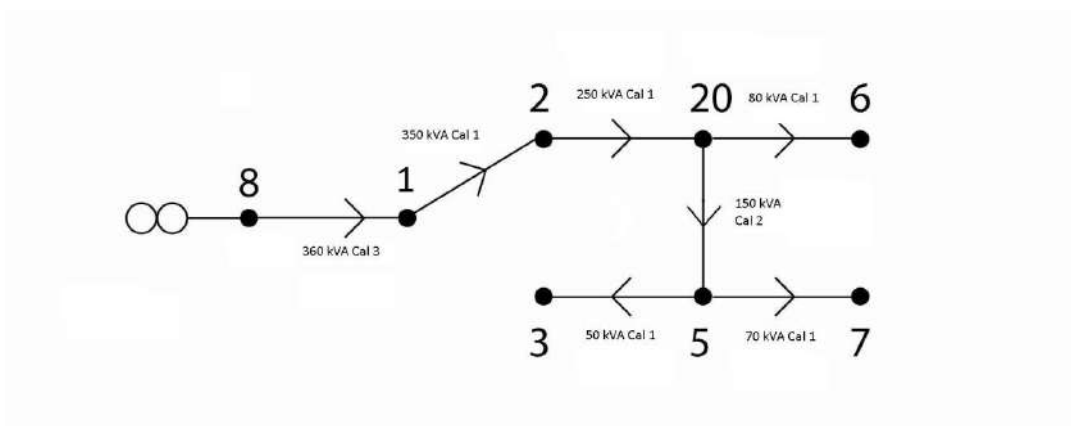 2
250 kVA Cal 1
20
80 kVA Cal 1
6
350 kVA Cal 1
8
1
360 kVA Cal 3
150 kVA
Cal 2
3
50 kVA Cal 1
5
70 kVA Cal 1
7